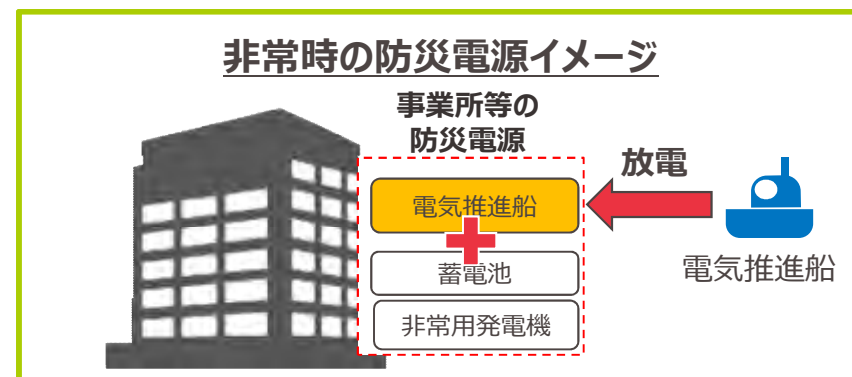 非常時の防災電源イメージ
事業所等の
防災電源
放電
電気推進船
蓄電池
非常用発電機
電気推進船